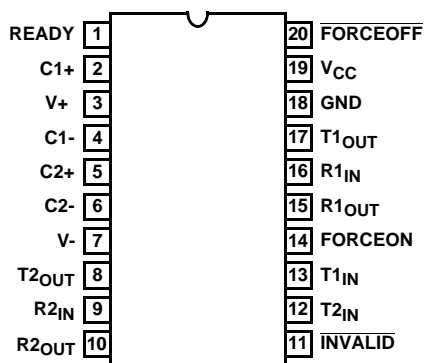 READY 1 20 FORCEOFF
C1+ 2 19 VCC
V+ 3 18 GND
C1- 4 17 T1OUT
C2+ 5 16 R1IN
C2- 6 15 R1OUT
V- 7 14 FORCEON
T2OUT 8 13 T1IN
R2IN 9 12 T2IN
R2OUT 10 11 INVALID